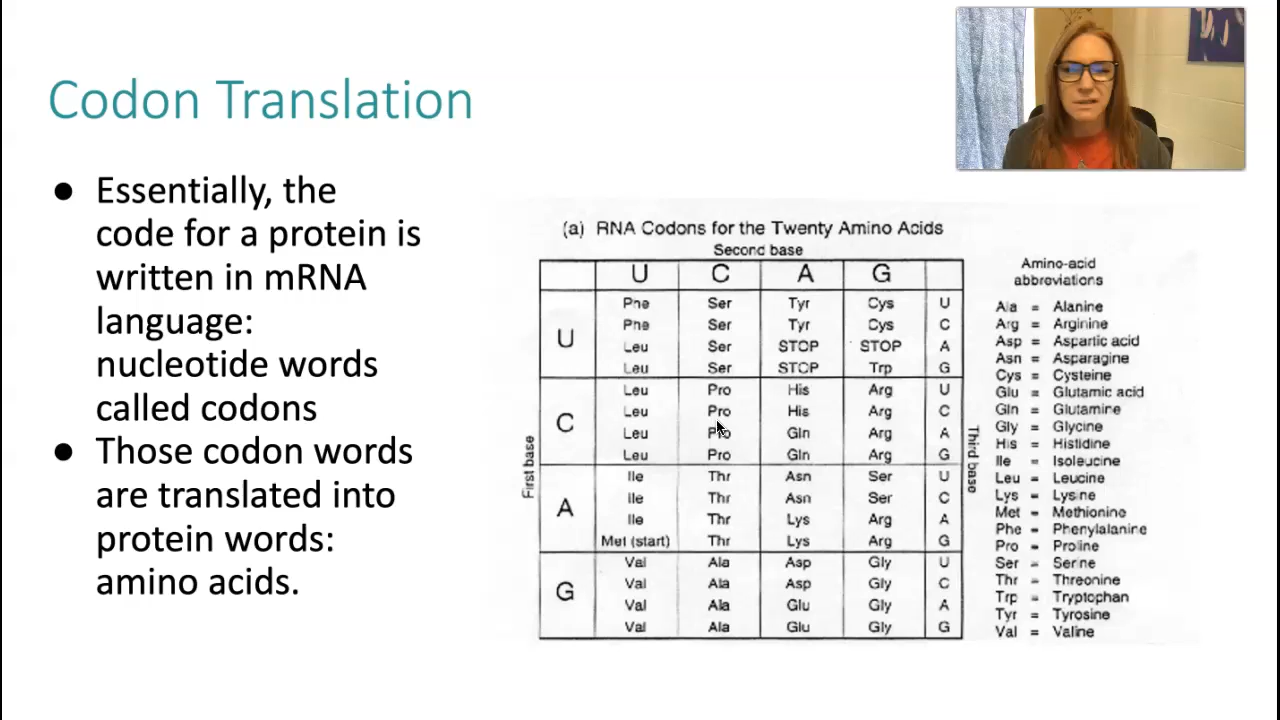 Codon Translation
● Essentially, the
code for a protein is
written in mRNA
language:
nucleotide words
called codons
● Those codon words
are translated into
protein words:
amino acids.
(a) RNA Codons for the Twenty Amino Acids
Second base
U C A G
First base
Third base
U Phe Ser Tyr Cys U
Phe Ser Tyr Cys C
Leu Ser STOP STOP A
Leu Ser STOP Trp G
C Leu Pro His Arg U
Leu Pro His Arg C
Leu Pro Gln Arg A
Leu Pro Gln Arg G
A Ile Thr Asn Ser U
Ile Thr Asn Ser C
Ile Thr Lys Arg A
Met (start) Thr Lys Arg G
G Val Ala Asp Gly U
Val Ala Asp Gly C
Val Ala Glu Gly A
Val Ala Glu Gly G
Amino-acid
abbreviations
Ala = Alanine
Arg = Arginine
Asp = Aspartic acid
Asn = Asparagine
Cys = Cysteine
Glu = Glutamic acid
Gln = Glutamine
Gly = Glycine
His = Histidine
Ile = Isoleucine
Leu = Leucine
Lys = Lysine
Met = Methionine
Phe = Phenylalanine
Pro = Proline
Ser = Serine
Thr = Threonine
Trp = Tryptophan
Tyr = Tyrosine
Val = Valine